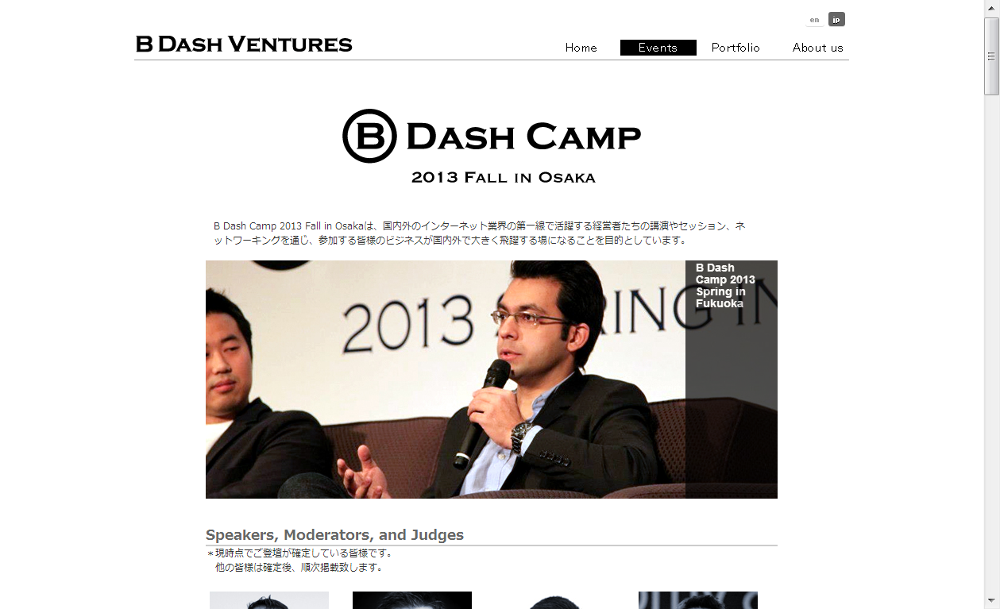 en jp
B DASH VENTURES
Home Events Portfolio About us
B DASH CAMP
2013 FALL IN OSAKA
B Dash Camp 2013 Fall in Osakaは、国内外のインターネット業界の第一線で活躍する経営者たちの講演やセッション、ネ
ットワーキングを通じ、参加する皆様のビジネスが国内外で大きく飛躍する場になることを目的としています。
B Dash
Camp 2013
Spring in
Fukuoka
2013 SPRING IN
Speakers, Moderators, and Judges
＊現時点でご登壇が確定している皆様です。
他の皆様は確定後、順次掲載致します。